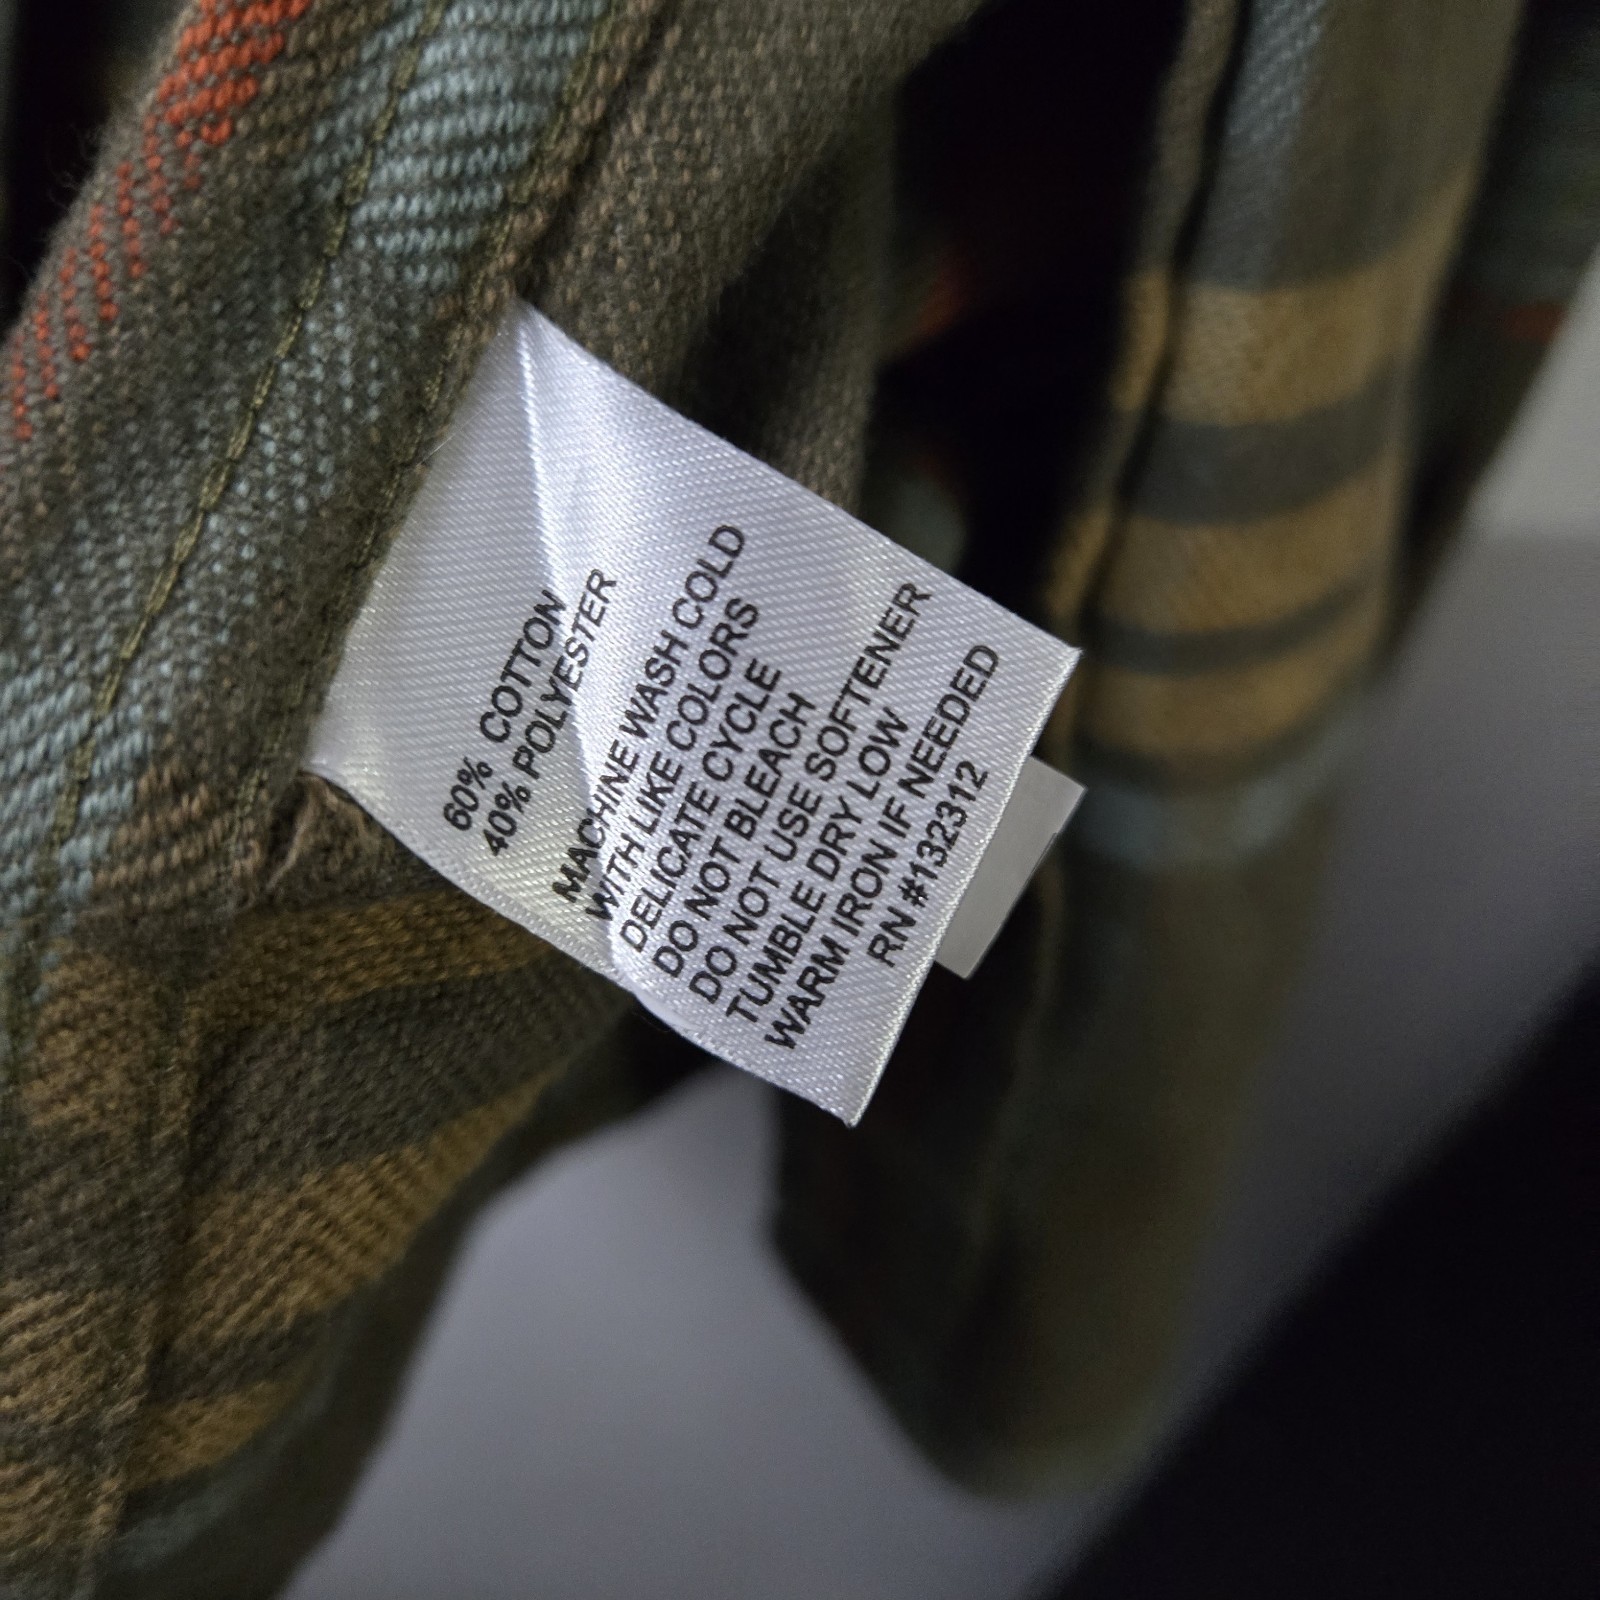 60% COTTON
40% POLYESTER
MACHINE WASH COLD
WITH LIKE COLORS
DELICATE CYCLE
DO NOT BLEACH
DO NOT USE SOFTENER
TUMBLE DRY LOW
WARM IRON IF NEEDED
RN #132312